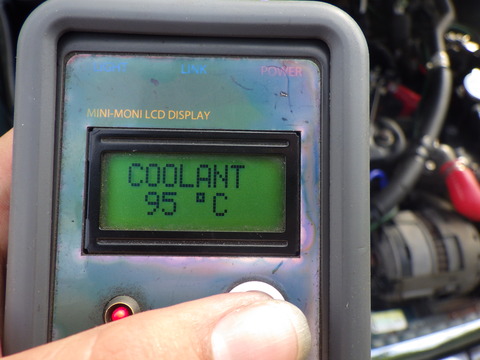 LINK
POWER
MINI-MONI LCD DISPLAY
COOLANT
95 °C